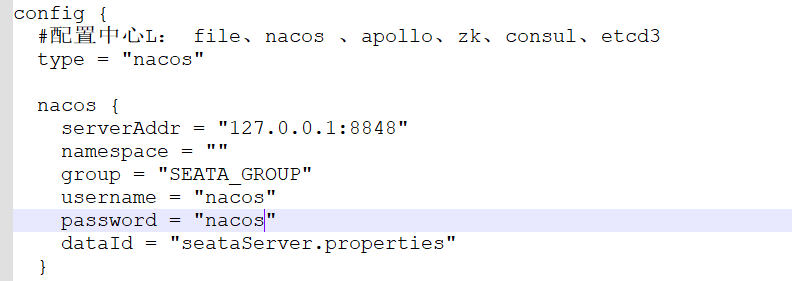 config {
#配置中心L： file、nacos 、apollo、zk、consul、etcd3
type = "nacos"
nacos {
serverAddr = "127.0.0.1:8848"
namespace = ""
group = "SEATA_GROUP"
username = "nacos"
password = "nacos"
dataId = "seataServer.properties"
}